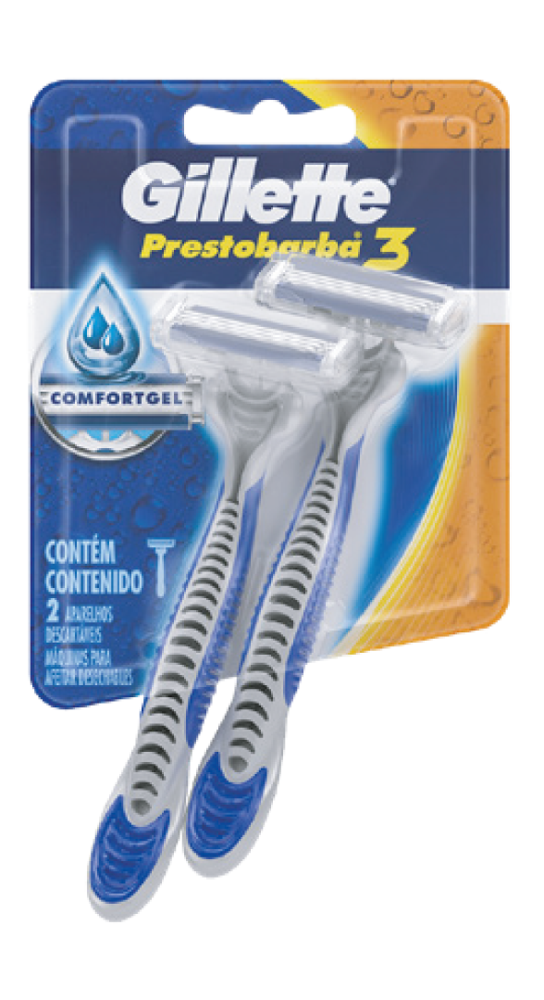 Gillette
Prestobarba 3
COMFORTGEL
CONTÉM
CONTENIDO
2 APARELHOS
DESCARTÁVEIS
MÁQUINAS PARA
AFEITAR DESECHABLES